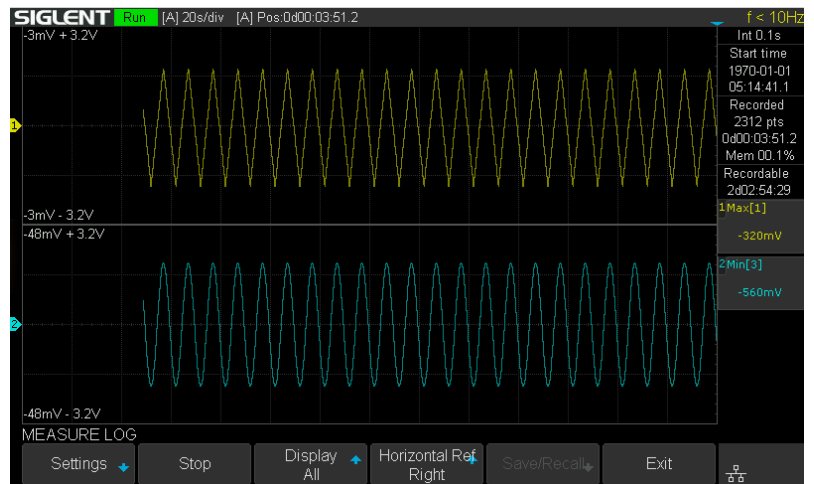 SIGLENT Run [A] 20s/div [A] Pos:0d00:03:51.2 f < 10Hz
-3mV + 3.2V
1
-3mV - 3.2V
-48mV + 3.2V
2
-48mV - 3.2V
Int 0.1s
Start time
1970-01-01
05:14:41.1
Recorded
2312 pts
0d00:03:51.2
Mem 00.1%
Recordable
2d02:54:29
1Max[1]
-320mV
2Min[3]
-560mV
MEASURE LOG
Settings
Stop
Display
All
Horizontal Ref
Right
Save/Recall
Exit